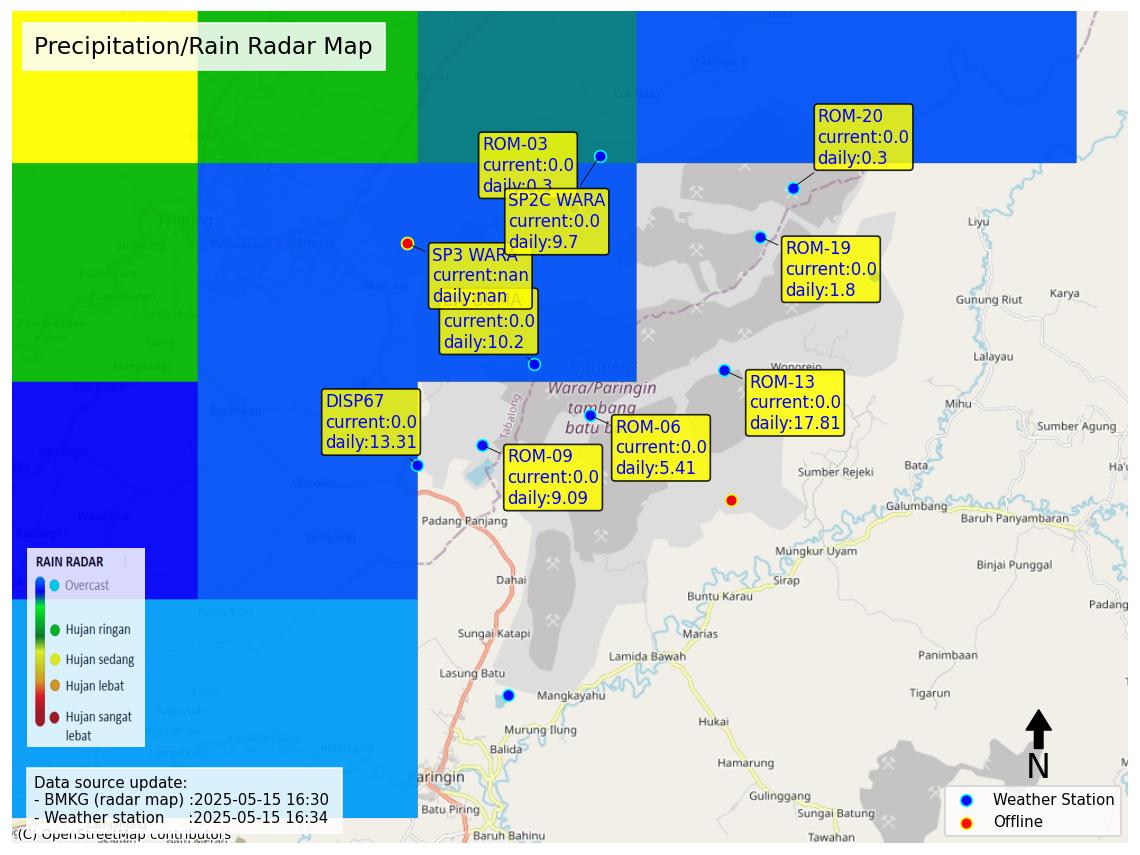 Precipitation/Rain Radar Map
ROM-20
current:0.0
daily:0.3
ROM-03
current:0.0
daily:0.3
SP2C WARA
current:0.0
daily:9.7
SP3 WARA
current:nan
daily:nan
current:0.0
daily:10.2
ROM-19
current:0.0
daily:1.8
ROM-13
current:0.0
daily:17.81
DISP67
current:0.0
daily:13.31
ROM-06
current:0.0
daily:5.41
ROM-09
current:0.0
daily:9.09
Tanjung
Maburai
Tutupan
Wara/Paringin
tambang
Tabalong
Wonorejo
Liyu
Gunung Riut
Karya
Lalayau
Mihu
Sumber Agung
Bata
Sumber Rejeki
Galumbang
Baruh Panyambaran
Mungkur Uyam
Binjai Punggal
Sirap
Buntu Karau
Padang
Padang Panjang
Dahai
Marias
Sungai Katapi
Lamida Bawah
Panimbaan
Lasung Batu
Tigarun
Mangkayahu
Hukai
Murung Ilung
Balida
Hamarung
Paringin
Gulinggang
Batu Piring
Sungai Batung
Baruh Bahinu
Tawahan
RAIN RADAR
Overcast
Hujan ringan
Hujan sedang
Hujan lebat
Hujan sangat
lebat
Data source update:
- BMKG (radar map) :2025-05-15 16:30
- Weather station :2025-05-15 16:34
(C) OpenStreetMap contributors
N
Weather Station
Offline